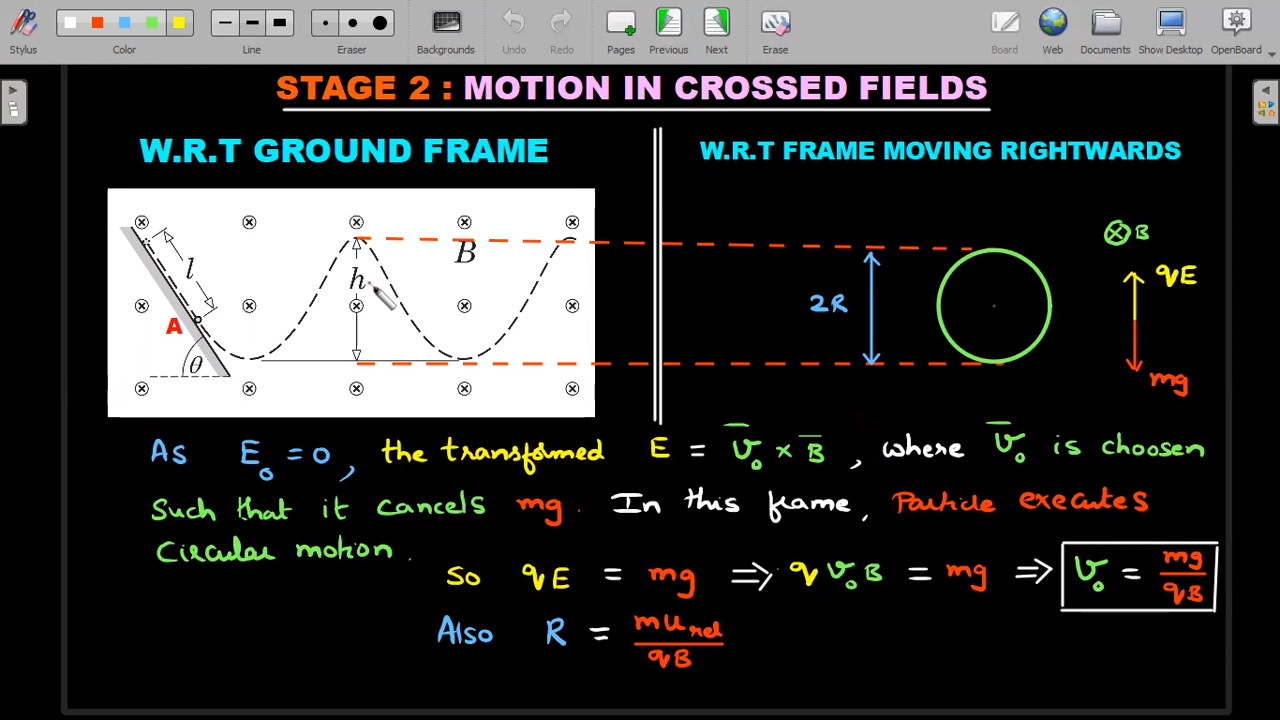 Stylus Color Line Eraser Backgrounds Undo Redo Pages Previous Next Erase Board Web Documents Show Desktop OpenBoard
STAGE 2 : MOTION IN CROSSED FIELDS
W.R.T GROUND FRAME
l
A
θ
h
B
W.R.T FRAME MOVING RIGHTWARDS
2R
⊗ B
qE
mg
As E₀ = 0, the transformed E = v̄₀ × B̄, where v̄₀ is choosen
Such that it cancels mg. In this frame, Particle executes
Circular motion.
So qE = mg ⇒ qv₀B = mg ⇒ v₀ = mg/qB
Also R = mu_rel/qB